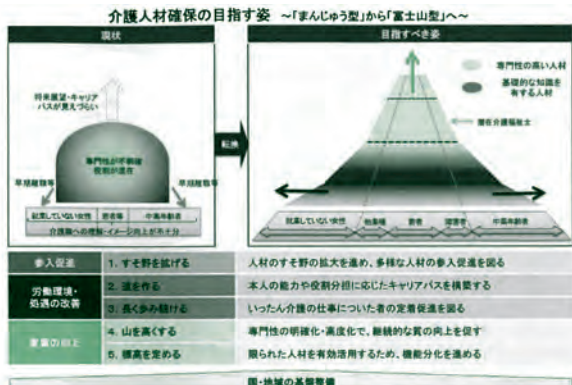 介護人材確保の目指す姿 ~「まんじゅう型」から「富士山型」へ~
現状
目指すべき姿
将来展望・キャリア
パスが見えづらい
専門性が不明確
役割が混在
早期離職等
早期離職等
就業していない女性
若者等
中高年齢者
介護職への理解・イメージ向上が不十分
転換
専門性の高い人材
基礎的な知識を
有する人材
潜在介護福祉士
就業していない女性
他業種
若者
障害者
中高年齢者
参入促進
1. すそ野を拡げる
人材のすそ野の拡大を進め、多様な人材の参入促進を図る
労働環境・
処遇の改善
2. 道を作る
本人の能力や役割分担に応じたキャリアパスを構築する
3. 長く歩み続ける
いったん介護の仕事についた者の定着促進を図る
資質の向上
4. 山を高くする
専門性の明確化・高度化で、継続的な質の向上を促す
5. 標高を定める
限られた人材を有効活用するため、機能分化を進める
国・地域の基盤整備